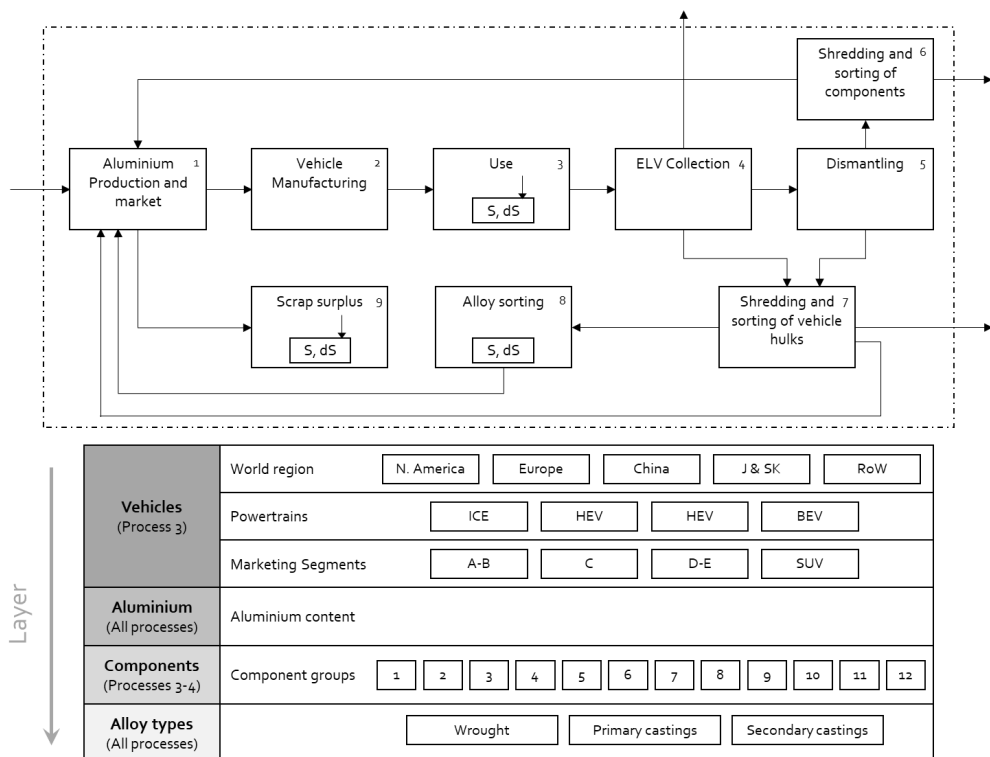 Shredding and 6
sorting of
components
Aluminium 1
Production and
market
Vehicle 2
Manufacturing
Use 3
S, dS
ELV Collection 4
Dismantling 5
Scrap surplus 9
S, dS
Alloy sorting 8
S, dS
Shredding and 7
sorting of vehicle
hulks
Layer
Vehicles
(Process 3)
World region
N. America Europe China J & SK RoW
Powertrains
ICE HEV HEV BEV
Marketing Segments
A-B C D-E SUV
Aluminium
(All processes)
Aluminium content
Components
(Processes 3-4)
Component groups
1 2 3 4 5 6 7 8 9 10 11 12
Alloy types
(All processes)
Wrought Primary castings Secondary castings